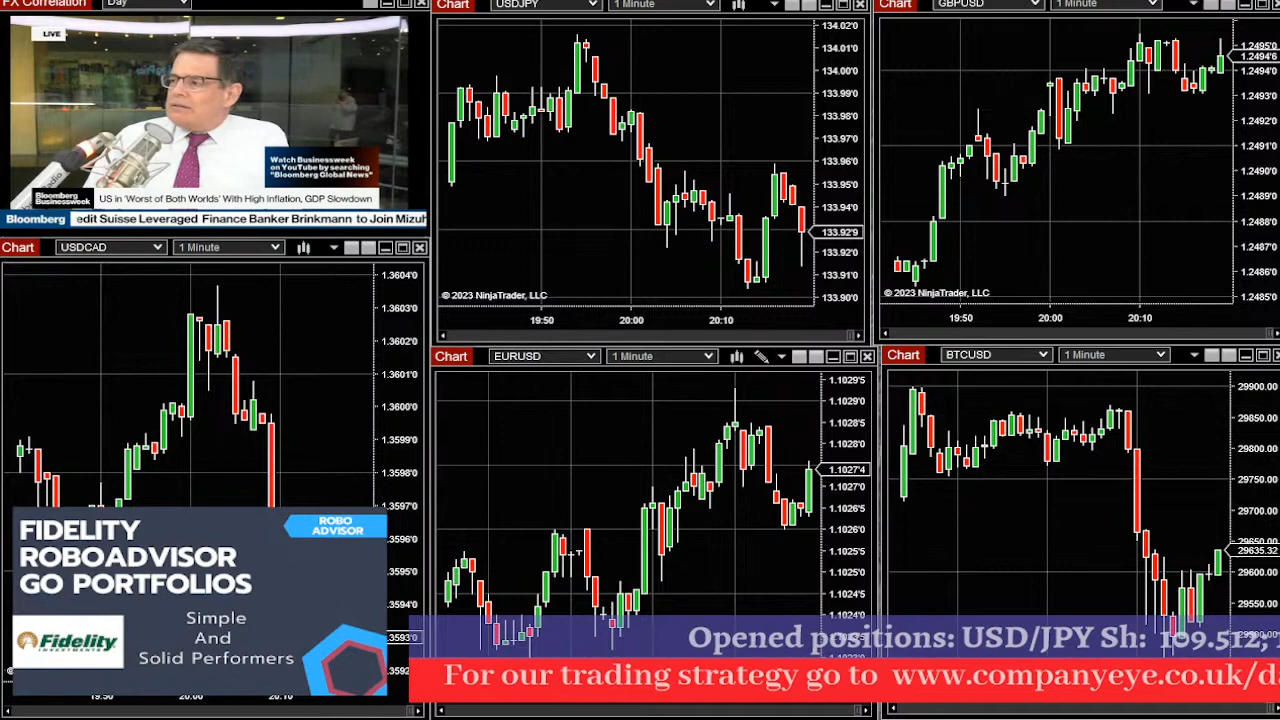 FX Correlation
Day
LIVE
Watch Businessweek
on YouTube by searching
"Bloomberg Global News"
Bloomberg
Businessweek
US in 'Worst of Both Worlds' With High Inflation, GDP Slowdown
Bloomberg
edit Suisse Leveraged Finance Banker Brinkmann to Join Mizuh
Chart
USDJPY
1 Minute
134.02'0
134.01'0
134.00'0
133.99'0
133.98'0
133.97'0
133.96'0
133.95'0
133.94'0
133.92'9
133.92'0
133.91'0
133.90'0
© 2023 NinjaTrader, LLC
19:50
20:00
20:10
Chart
GBPUSD
1 Minute
1.2495'0
1.2494'6
1.2494'0
1.2493'0
1.2492'0
1.2491'0
1.2490'0
1.2488'0
1.2487'0
1.2486'0
1.2485'0
© 2023 NinjaTrader, LLC
19:50
20:00
20:10
Chart
USDCAD
1 Minute
1.3604'0
1.3603'0
1.3602'0
1.3601'0
1.3600'0
1.3599'0
1.3598'0
1.3597'0
1.3596'0
1.3595'0
1.3594'0
1.3593'0
19:50
20:00
20:10
FIDELITY
ROBOADVISOR
GO PORTFOLIOS
ROBO
ADVISOR
Simple
And
Solid Performers
Fidelity
INVESTMENTS
Chart
EURUSD
1 Minute
1.1029'5
1.1029'0
1.1028'5
1.1028'0
1.1027'4
1.1027'0
1.1026'5
1.1026'0
1.1025'5
1.1025'0
1.1024'5
1.1024'0
Chart
BTCUSD
1 Minute
29900.00
29850.00
29800.00
29750.00
29700.00
29650.00
29635.32
29600.00
29550.00
Opened positions: USD/JPY Sh: 109.512,
For our trading strategy go to www.companyeye.co.uk/da